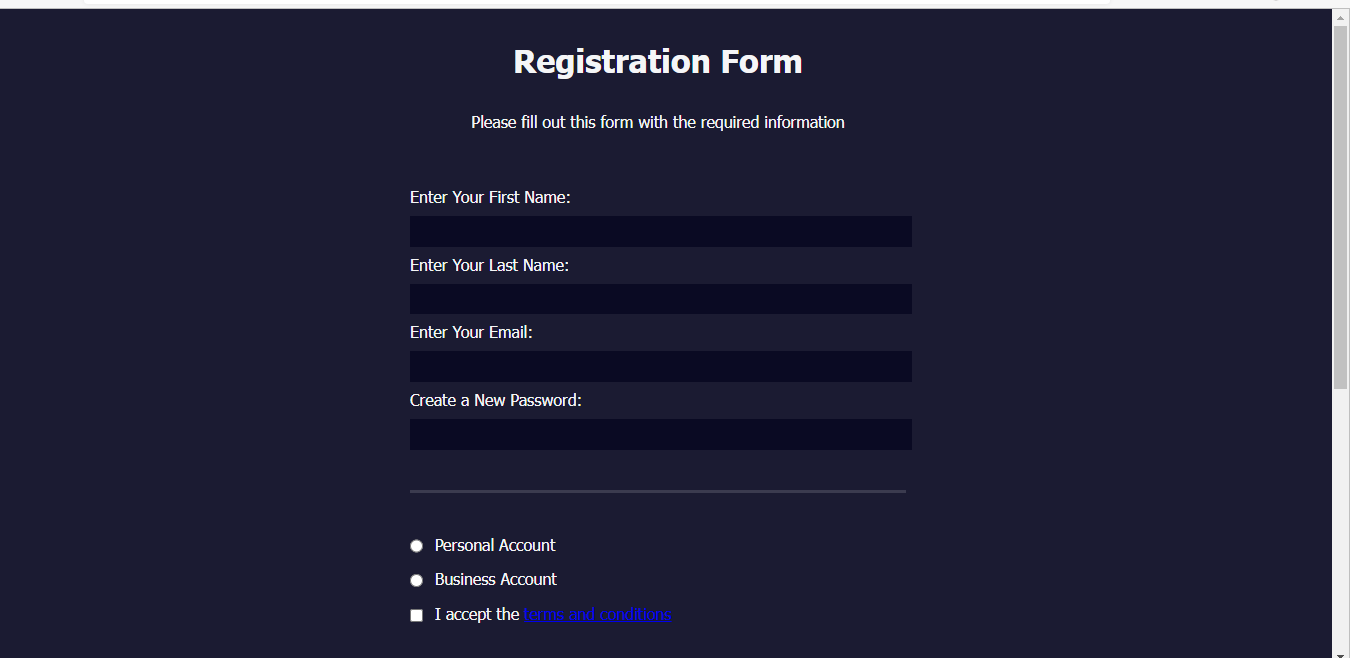 Registration Form
Please fill out this form with the required information
Enter Your First Name:
Enter Your Last Name:
Enter Your Email:
Create a New Password:
Personal Account
Business Account
I accept the terms and conditions